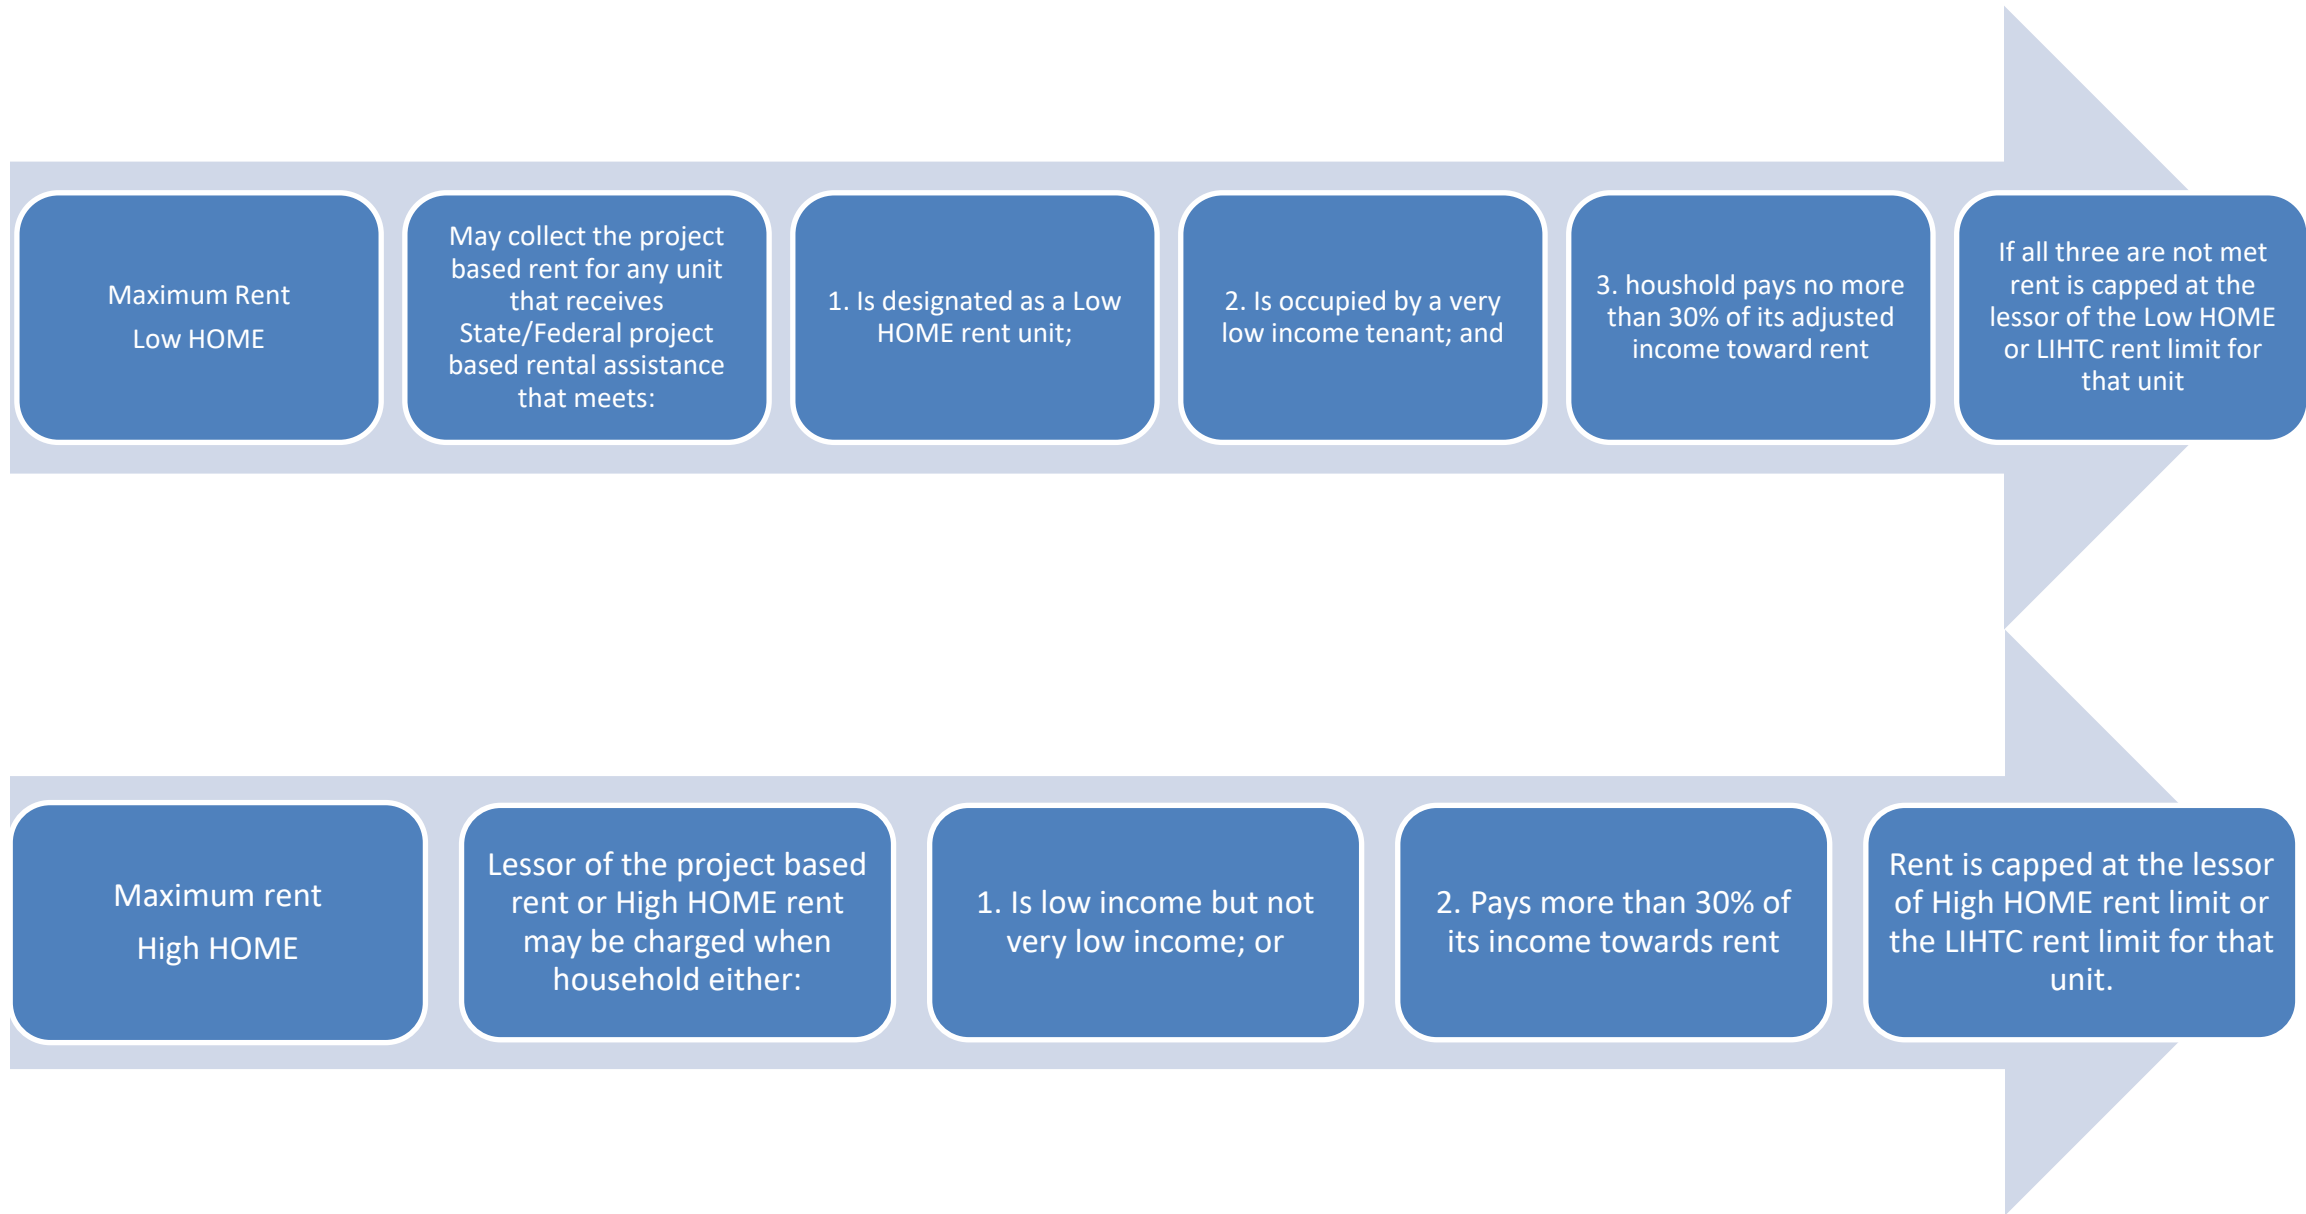 Maximum Rent
Low HOME
May collect the project
based rent for any unit
that receives
State/Federal project
based rental assistance
that meets:
1. Is designated as a Low
HOME rent unit;
2. Is occupied by a very
low income tenant; and
3. houshold pays no more
than 30% of its adjusted
income toward rent
If all three are not met
rent is capped at the
lessor of the Low HOME
or LIHTC rent limit for
that unit
Maximum rent
High HOME
Lessor of the project based
rent or High HOME rent
may be charged when
household either:
1. Is low income but not
very low income; or
2. Pays more than 30% of
its income towards rent
Rent is capped at the lessor
of High HOME rent limit or
the LIHTC rent limit for that
unit.